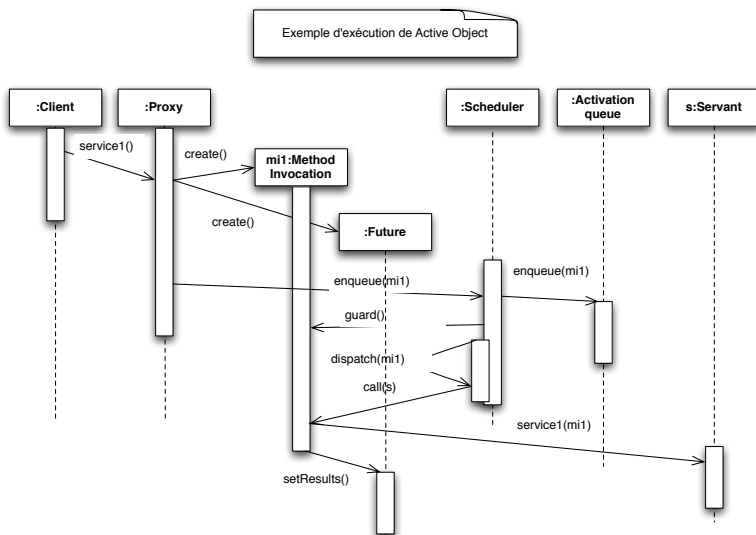 Exemple d'exécution de Active Object
:Client
:Proxy
:Scheduler
:Activation
queue
s:Servant
service1()
create()
mi1:Method
Invocation
create()
:Future
enqueue(mi1)
enqueue(mi1)
guard()
dispatch(mi1)
call(s)
service1(mi1)
setResults()